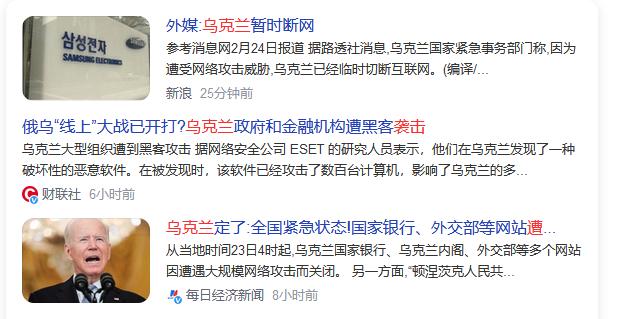 外媒:乌克兰暂时断网
삼성전자
SAMSUNG ELECTRONICS
参考消息网2月24日报道 据路透社消息,乌克兰国家紧急事务部门称,因为
遭受网络攻击威胁,乌克兰已经临时切断互联网。(编译/...
新浪 25分钟前
俄乌“线上”大战已开打?乌克兰政府和金融机构遭黑客袭击
乌克兰大型组织遭到黑客攻击 据网络安全公司 ESET 的研究人员表示，他们在乌克兰发现了一种
破坏性的恶意软件。在被发现时，该软件已经攻击了数百台计算机，影响了乌克兰的多...
财联社 6小时前
乌克兰定了:全国紧急状态!国家银行、外交部等网站遭...
从当地时间23日4时起,乌克兰国家银行、乌克兰内阁、外交部等多个网站
因遭遇大规模网络攻击而关闭。 另一方面,“顿涅茨克人民共...
每日经济新闻 8小时前